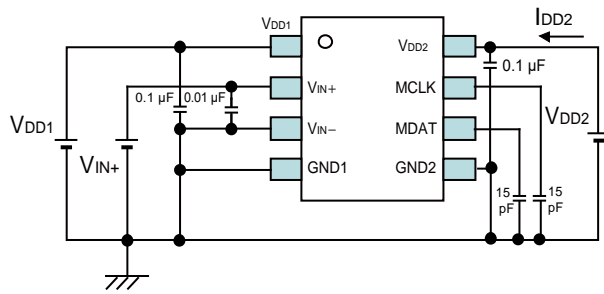 VDD1
VDD2
IDD2
0.1 µF
0.01 µF
VIN+
MCLK
0.1 µF
VDD1
VIN+
VIN−
MDAT
VDD2
GND1
GND2
15 pF
15 pF